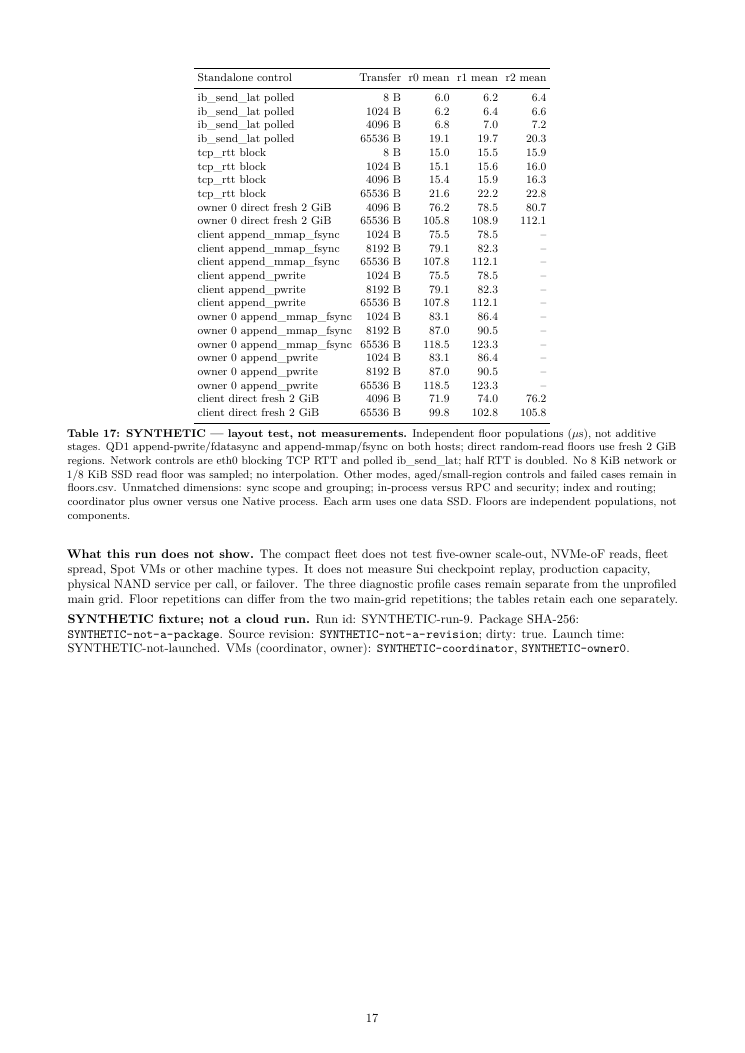 Standalone control Transfer r0 mean r1 mean r2 mean
ib_send_lat polled 8 B 6.0 6.2 6.4
ib_send_lat polled 1024 B 6.2 6.4 6.6
ib_send_lat polled 4096 B 6.8 7.0 7.2
ib_send_lat polled 65536 B 19.1 19.7 20.3
tcp_rtt block 8 B 15.0 15.5 15.9
tcp_rtt block 1024 B 15.1 15.6 16.0
tcp_rtt block 4096 B 15.4 15.9 16.3
tcp_rtt block 65536 B 21.6 22.2 22.8
owner 0 direct fresh 2 GiB 4096 B 76.2 78.5 80.7
owner 0 direct fresh 2 GiB 65536 B 105.8 108.9 112.1
client append_mmap_fsync 1024 B 75.5 78.5 –
client append_mmap_fsync 8192 B 79.1 82.3 –
client append_mmap_fsync 65536 B 107.8 112.1 –
client append_pwrite 1024 B 75.5 78.5 –
client append_pwrite 8192 B 79.1 82.3 –
client append_pwrite 65536 B 107.8 112.1 –
owner 0 append_mmap_fsync 1024 B 83.1 86.4 –
owner 0 append_mmap_fsync 8192 B 87.0 90.5 –
owner 0 append_mmap_fsync 65536 B 118.5 123.3 –
owner 0 append_pwrite 1024 B 83.1 86.4 –
owner 0 append_pwrite 8192 B 87.0 90.5 –
owner 0 append_pwrite 65536 B 118.5 123.3 –
client direct fresh 2 GiB 4096 B 71.9 74.0 76.2
client direct fresh 2 GiB 65536 B 99.8 102.8 105.8
Table 17: SYNTHETIC — layout test, not measurements. Independent floor populations (μs), not additive
stages. QD1 append-pwrite/fdatasync and append-mmap/fsync on both hosts; direct random-read floors use fresh 2 GiB
regions. Network controls are eth0 blocking TCP RTT and polled ib_send_lat; half RTT is doubled. No 8 KiB network or
1/8 KiB SSD read floor was sampled; no interpolation. Other modes, aged/small-region controls and failed cases remain in
floors.csv. Unmatched dimensions: sync scope and grouping; in-process versus RPC and security; index and routing;
coordinator plus owner versus one Native process. Each arm uses one data SSD. Floors are independent populations, not
components.
What this run does not show. The compact fleet does not test five-owner scale-out, NVMe-oF reads, fleet
spread, Spot VMs or other machine types. It does not measure Sui checkpoint replay, production capacity,
physical NAND service per call, or failover. The three diagnostic profile cases remain separate from the unprofiled
main grid. Floor repetitions can differ from the two main-grid repetitions; the tables retain each one separately.
SYNTHETIC fixture; not a cloud run. Run id: SYNTHETIC-run-9. Package SHA-256:
SYNTHETIC-not-a-package. Source revision: SYNTHETIC-not-a-revision; dirty: true. Launch time:
SYNTHETIC-not-launched. VMs (coordinator, owner): SYNTHETIC-coordinator, SYNTHETIC-owner0.
17